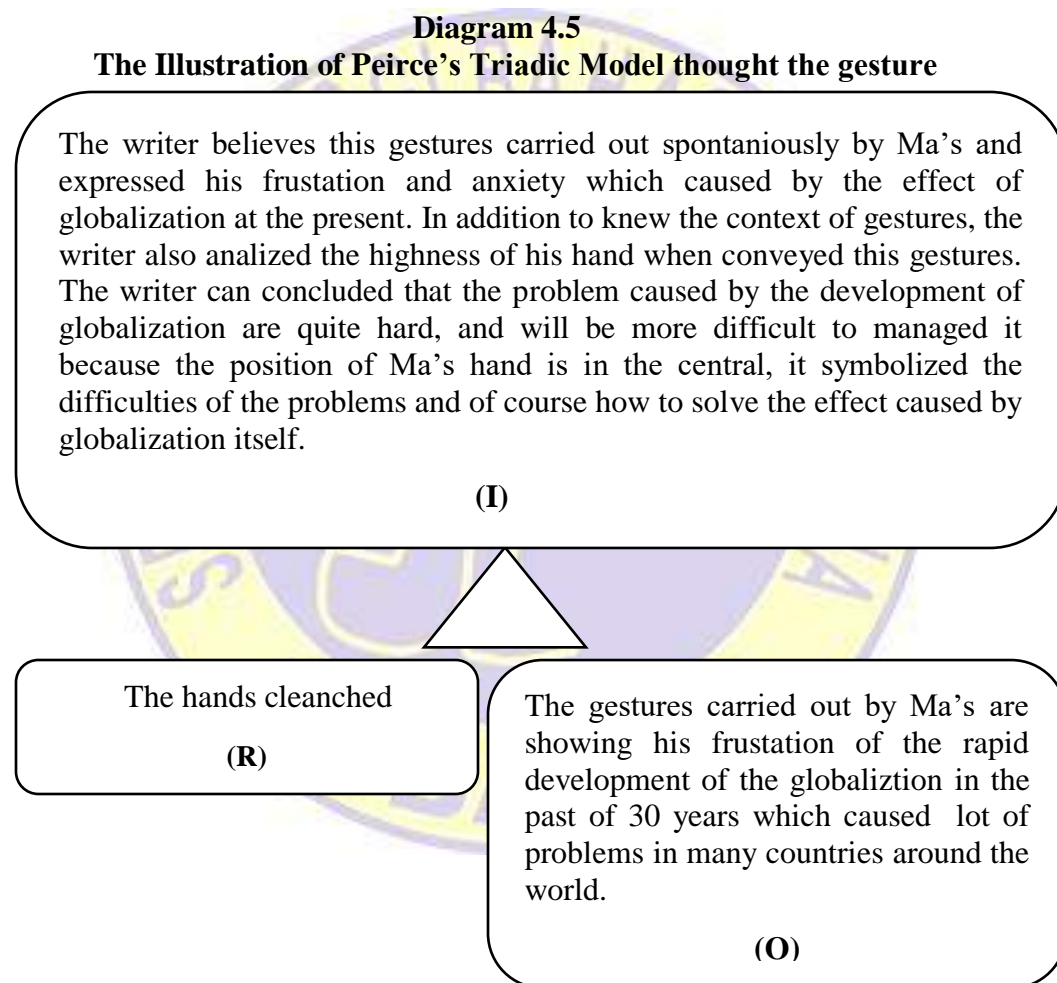 Diagram 4.5
The Illustration of Peirce's Triadic Model thought the gesture
The writer believes this gestures carried out spontaniously by Ma's and
expressed his frustation and anxiety which caused by the effect of
globalization at the present. In addition to knew the context of gestures, the
writer also analized the highness of his hand when conveyed this gestures.
The writer can concluded that the problem caused by the development of
globalization are quite hard, and will be more difficult to managed it
because the position of Ma's hand is in the central, it symbolized the
difficulties of the problems and of course how to solve the effect caused by
globalization itself.
(I)
The hands cleanched
(R)
The gestures carried out by Ma's are
showing his frustation of the rapid
development of the globaliztion in the
past of 30 years which caused lot of
problems in many countries around the
world.
(O)